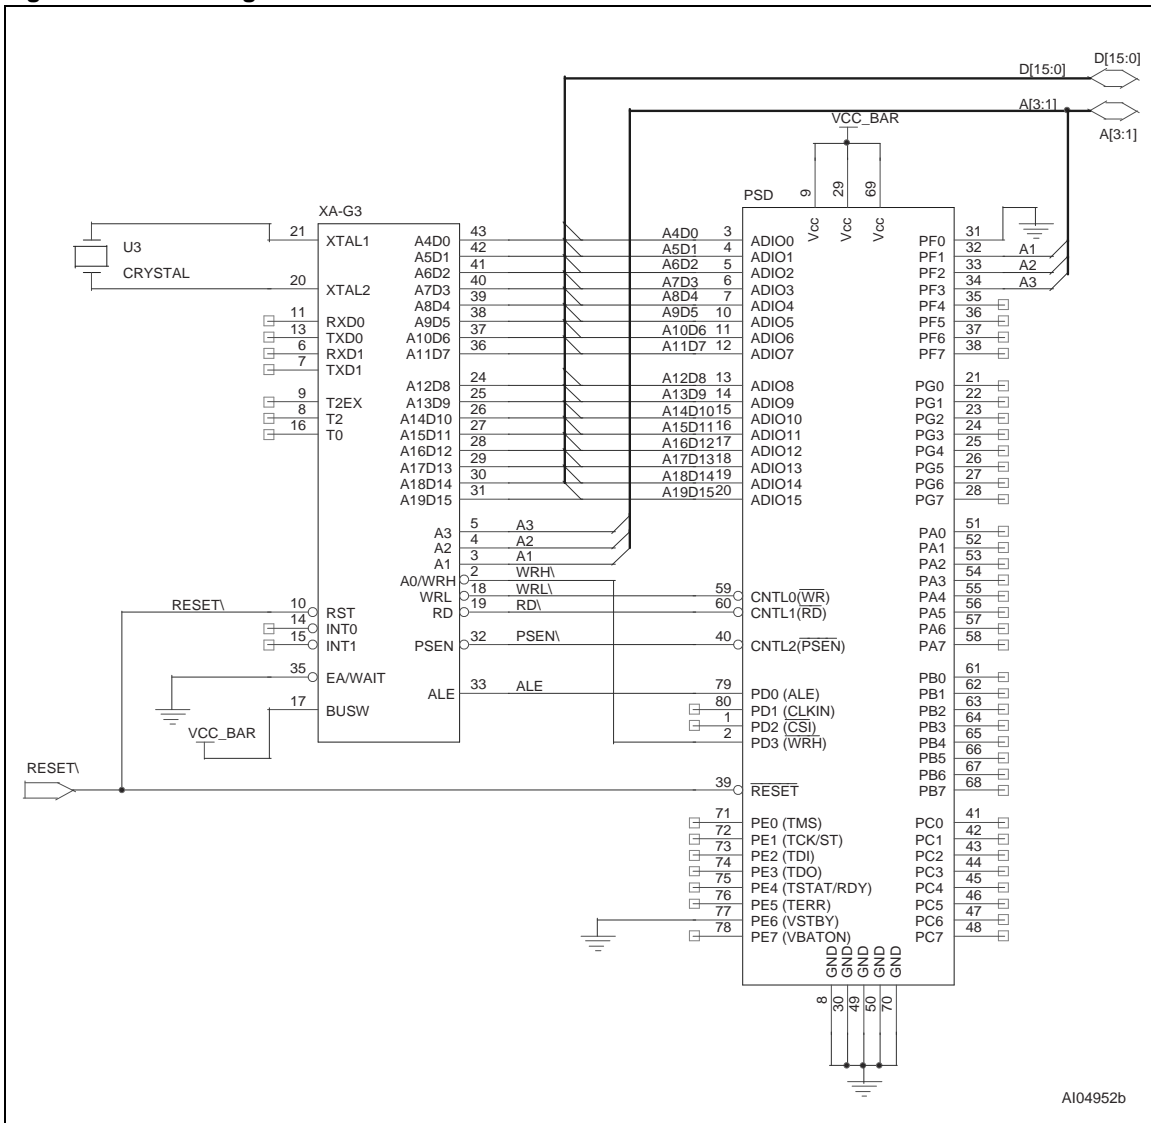 D[15:0]
D[15:0]
A[3:1]
A[3:1]
VCC_BAR
9
29
69
Vcc
Vcc
Vcc
XA-G3
PSD
U3
CRYSTAL
21 XTAL1
20 XTAL2
11 RXD0
13 TXD0
6 RXD1
7 TXD1
9 T2EX
8 T2
16 T0
RESET\ 10 RST
14 INT0
15 INT1
35 EA/WAIT
17 BUSW
VCC_BAR
RESET\
A4D0 43
A5D1 42
A6D2 41
A7D3 40
A8D4 39
A9D5 38
A10D6 37
A11D7 36
A12D8 24
A13D9 25
A14D10 26
A15D11 27
A16D12 28
A17D13 29
A18D14 30
A19D15 31
A3 5 A3
A2 4 A2
A1 3 A1
A0/WRH 2 WRH\
WRL 18 WRL\
RD 19 RD\
PSEN 32 PSEN\
ALE 33 ALE
A4D0 3 ADIO0
A5D1 4 ADIO1
A6D2 5 ADIO2
A7D3 6 ADIO3
A8D4 7 ADIO4
A9D5 10 ADIO5
A10D6 11 ADIO6
A11D7 12 ADIO7
A12D8 13 ADIO8
A13D9 14 ADIO9
A14D10 15 ADIO10
A15D11 16 ADIO11
A16D12 17 ADIO12
A17D13 18 ADIO13
A18D14 19 ADIO14
A19D15 20 ADIO15
59 CNTL0(WR)
60 CNTL1(RD)
40 CNTL2(PSEN)
79 PD0 (ALE)
80 PD1 (CLKIN)
1 PD2 (CSI)
2 PD3 (WRH)
39 RESET
71 PE0 (TMS)
72 PE1 (TCK/ST)
73 PE2 (TDI)
74 PE3 (TDO)
75 PE4 (TSTAT/RDY)
76 PE5 (TERR)
77 PE6 (VSTBY)
78 PE7 (VBATON)
PF0 31
PF1 32 A1
PF2 33 A2
PF3 34 A3
PF4 35
PF5 36
PF6 37
PF7 38
PG0 21
PG1 22
PG2 23
PG3 24
PG4 25
PG5 26
PG6 27
PG7 28
PA0 51
PA1 52
PA2 53
PA3 54
PA4 55
PA5 56
PA6 57
PA7 58
PB0 61
PB1 62
PB2 63
PB3 64
PB4 65
PB5 66
PB6 67
PB7 68
PC0 41
PC1 42
PC2 43
PC3 44
PC4 45
PC5 46
PC6 47
PC7 48
GND
GND
GND
GND
GND
8
30
49
50
70
AI04952b